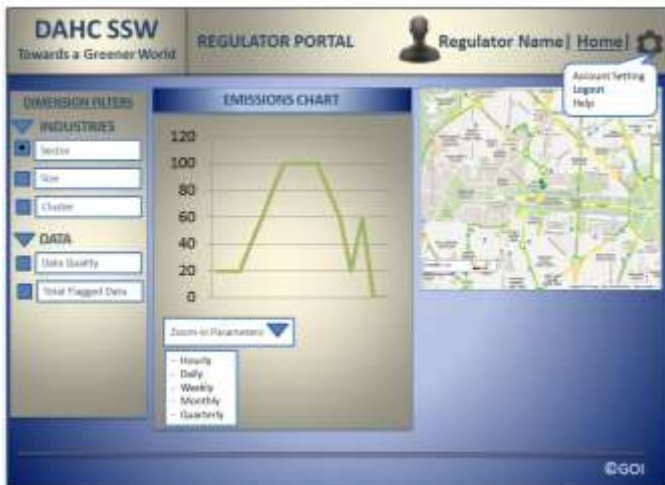 DAHC SSW
Towards a Greener World
REGULATOR PORTAL
Regulator Name| Home|
Account Setting
Logout
Help
DIMENSION FILTERS
INDUSTRIES
Sector
Size
Cluster
DATA
Data Quality
Total Flagged Data
EMISSIONS CHART
120
100
80
60
40
20
0
Zoom-in Parameters
- Hourly
- Daily
- Weekly
- Monthly
- Quarterly
©GOI